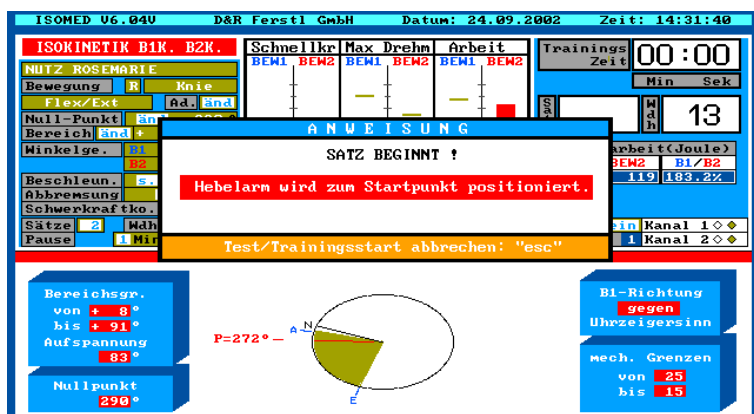 ISOMED V6.04V D&R Ferstl GmbH Datum: 24.09.2002 Zeit: 14:31:40
ISOKINETIK B1K. B2K.
Schnellkr Max Drehm Arbeit
BEW1 BEW2 BEW1 BEW2 BEW1 BEW2
Trainings
Zeit 00:00
Min Sek
NUTZ ROSEMARIE
Bewegung R Knie
Flex/Ext Ad. änd
Null-Punkt
Bereich änd +
Winkelge. B1
B2
Beschleun. s.
Abbremsung
Schwerkraftko.
Sätze 2 Wdh
Pause 1 Min
Wdh 13
arbeit(Joule)
BEW2 B1/B2
119 183.2%
ein Kanal 1
1 Kanal 2
ANWEISUNG
SATZ BEGINNT !
Hebelarm wird zum Startpunkt positioniert.
Test/Trainingsstart abbrechen: "esc"
Bereichsgr.
von + 8°
bis + 91°
Aufspannung
83°
Nullpunkt
290°
P=272°
N
A
E
B1-Richtung
gegen
Uhrzeigersinn
mech. Grenzen
von 25
bis 15